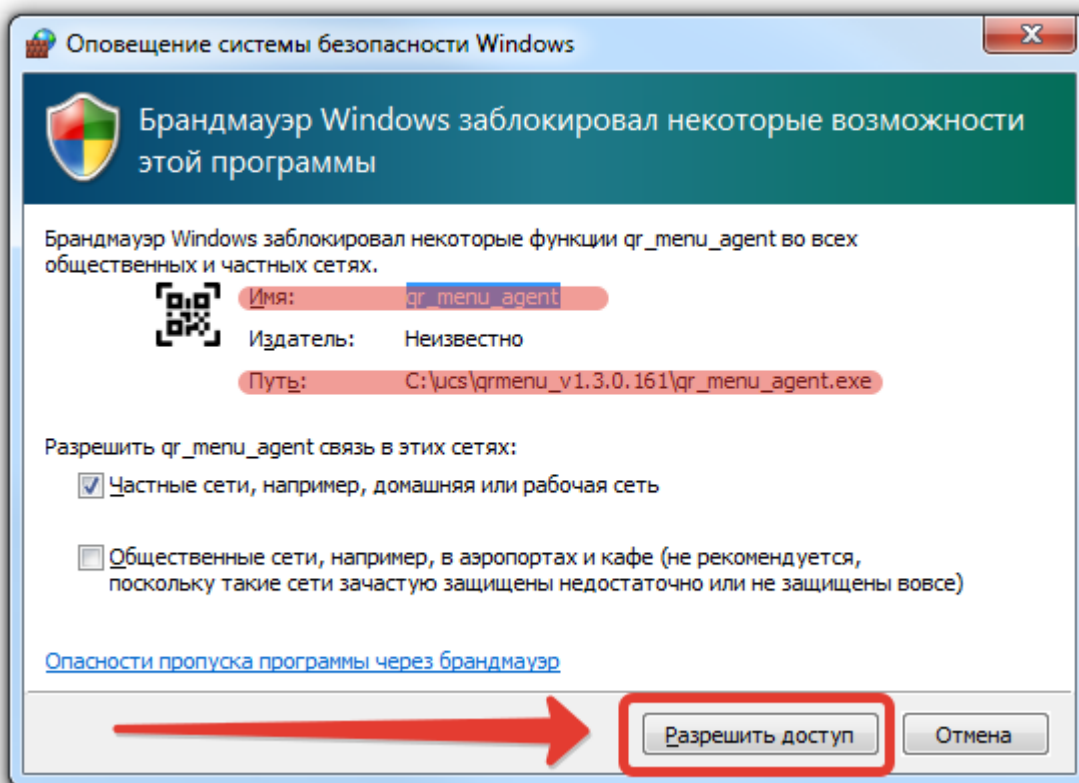 Оповещение системы безопасности Windows
Брандмауэр Windows заблокировал некоторые возможности
этой программы
Брандмауэр Windows заблокировал некоторые функции qr_menu_agent во всех
общественных и частных сетях.
Имя: qr_menu_agent
Издатель: Неизвестно
Путь: C:\ucs\qrmenu_v1.3.0.161\qr_menu_agent.exe
Разрешить qr_menu_agent связь в этих сетях:
Частные сети, например, домашняя или рабочая сеть
Общественные сети, например, в аэропортах и кафе (не рекомендуется,
поскольку такие сети зачастую защищены недостаточно или не защищены вовсе)
Опасности пропуска программы через брандмауэр
Разрешить доступ Отмена